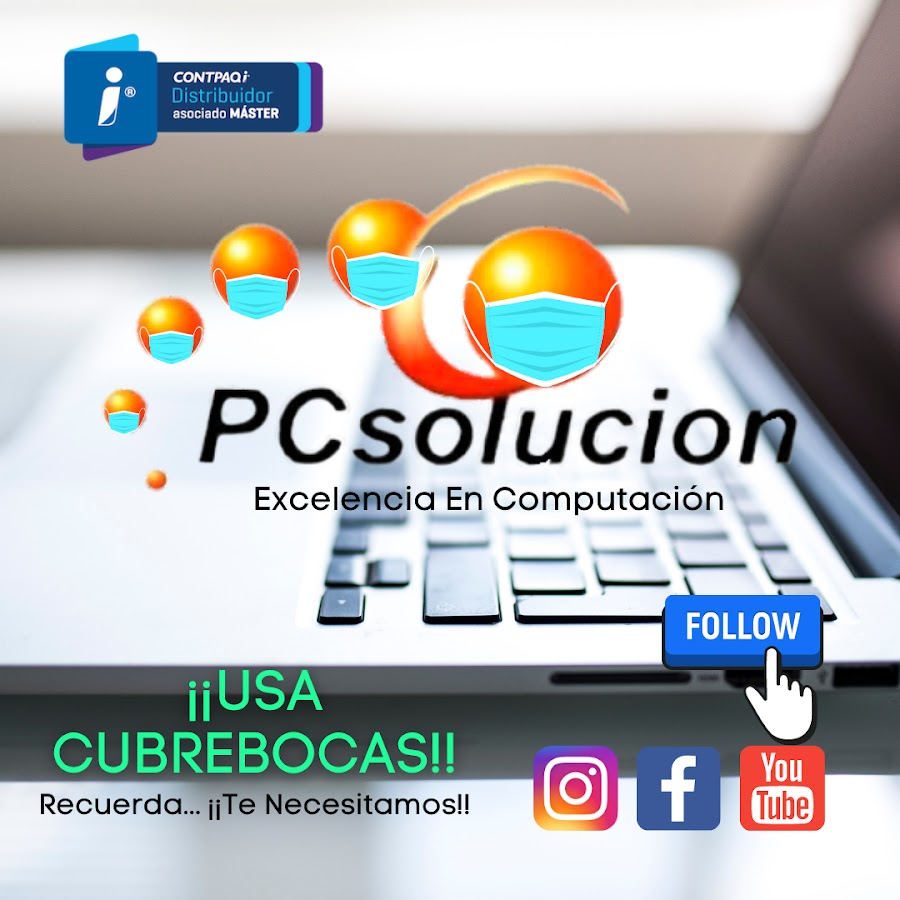 CONTPAQi
Distribuidor
asociado MÁSTER
i®
PCsolucion
Excelencia En Computación
FOLLOW
¡¡USA
CUBREBOCAS!!
Recuerda... ¡¡Te Necesitamos!!
f
You
Tube